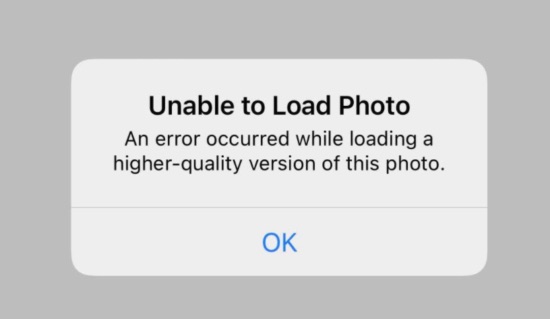 Unable to Load Photo
An error occurred while loading a
higher-quality version of this photo.
OK